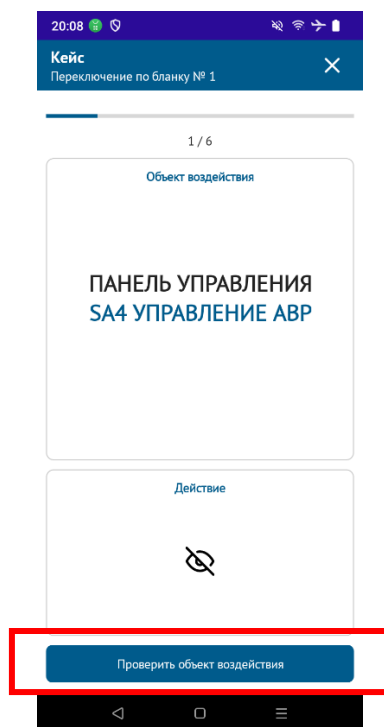 20:08
Кейс
Переключение по бланку № 1
1 / 6
Объект воздействия
ПАНЕЛЬ УПРАВЛЕНИЯ
SA4 УПРАВЛЕНИЕ АВР
Действие
Проверить объект воздействия